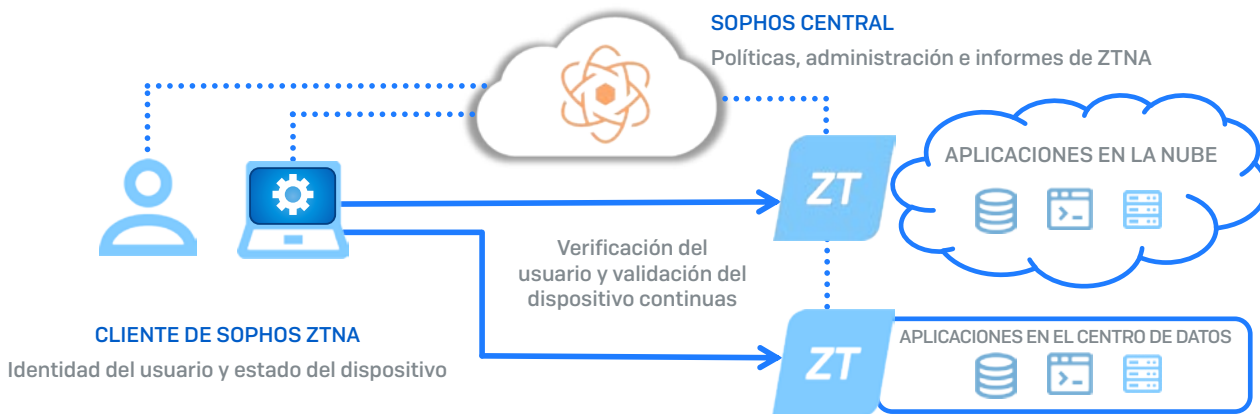 SOPHOS CENTRAL
Políticas, administración e informes de ZTNA
APLICACIONES EN LA NUBE
ZT
Verificación del
usuario y validación del
dispositivo continuas
CLIENTE DE SOPHOS ZTNA
Identidad del usuario y estado del dispositivo
APLICACIONES EN EL CENTRO DE DATOS
ZT